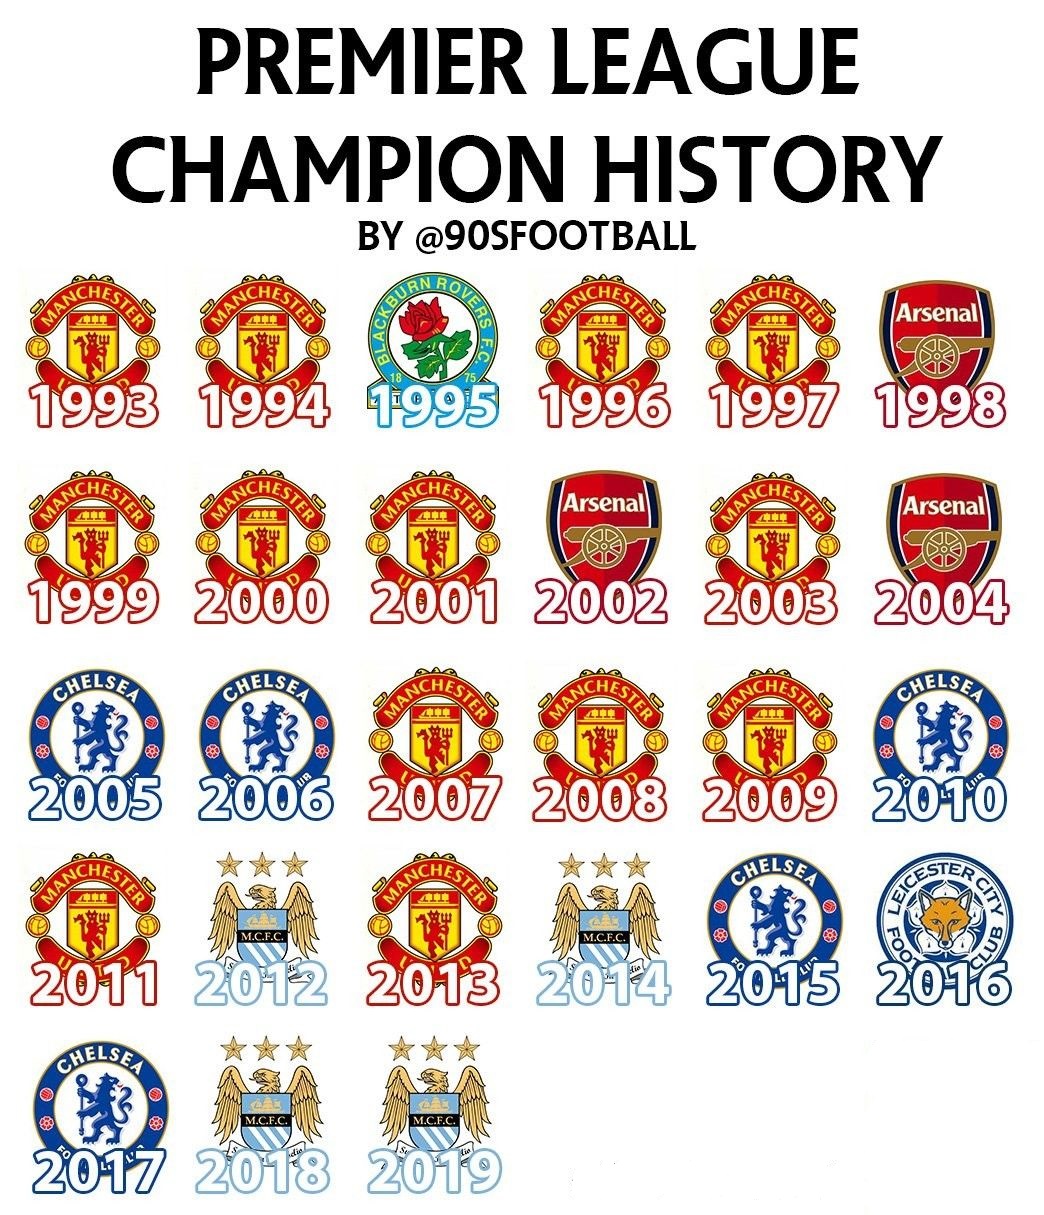 PREMIER LEAGUE
CHAMPION HISTORY
BY @90SFOOTBALL
MANCHESTER MANCHESTER BLACKBURN ROVERS F.C. MANCHESTER MANCHESTER Arsenal
18 75
1993 1994 1995 1996 1997 1998
MANCHESTER MANCHESTER MANCHESTER Arsenal MANCHESTER Arsenal
1999 2000 2001 2002 2003 2004
CHELSEA CHELSEA MANCHESTER MANCHESTER MANCHESTER CHELSEA
2005 2006 2007 2008 2009 2010
MANCHESTER M.C.F.C. MANCHESTER M.C.F.C. CHELSEA LEICESTER CITY FOOTBALL CLUB
2011 2012 2013 2014 2015 2016
CHELSEA M.C.F.C. M.C.F.C.
2017 2018 2019